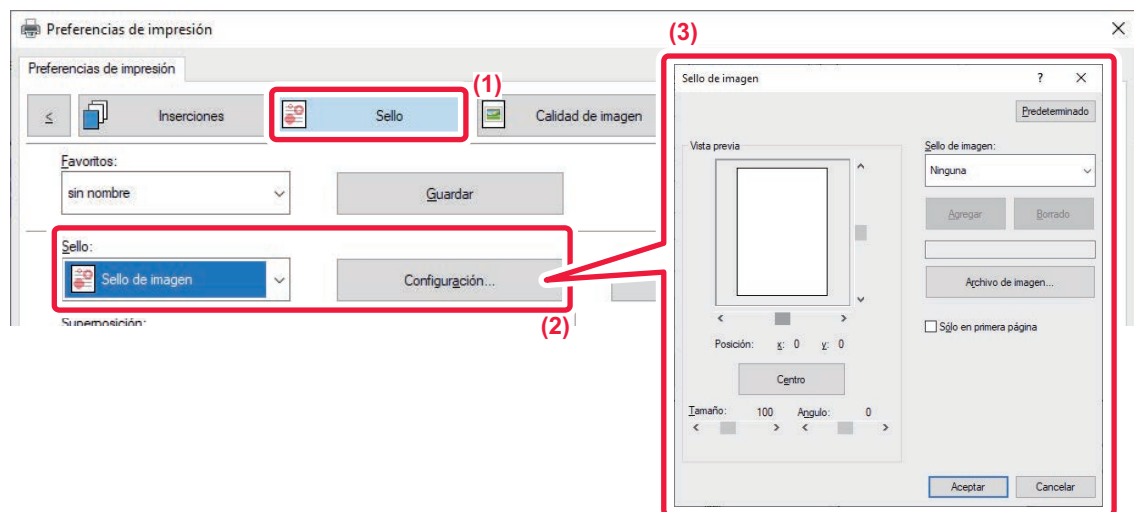 Preferencias de impresión
(3)
Preferencias de impresión
(1)
<
Inserciones
Sello
Calidad de imagen
Favoritos:
sin nombre
Guardar
Sello:
Sello de imagen
Configuración...
(2)
Superposición:
Sello de imagen
?
Predeterminado
Vista previa
Sello de imagen:
Ninguna
Agregar
Borrado
Archivo de imagen...
Sólo en primera página
Posición: x: 0 y: 0
Centro
Tamaño: 100 Angulo: 0
Aceptar
Cancelar